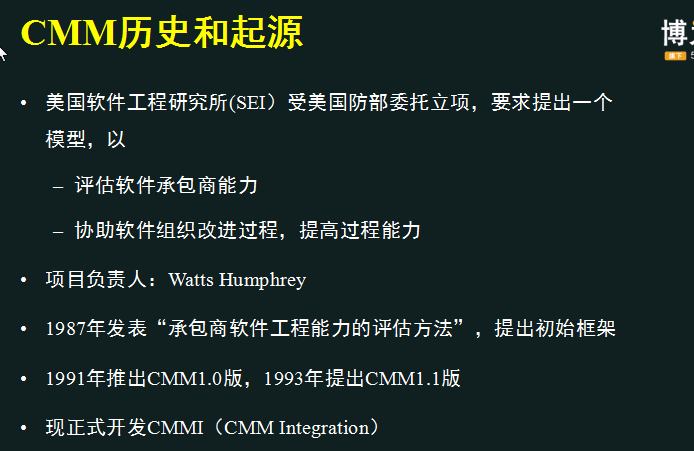 CMM历史和起源
博
• 美国软件工程研究所(SEI）受美国防部委托立项，要求提出一个
模型，以
– 评估软件承包商能力
– 协助软件组织改进过程，提高过程能力
• 项目负责人：Watts Humphrey
• 1987年发表“承包商软件工程能力的评估方法”，提出初始框架
• 1991年推出CMM1.0版，1993年提出CMM1.1版
• 现正式开发CMMI（CMM Integration）